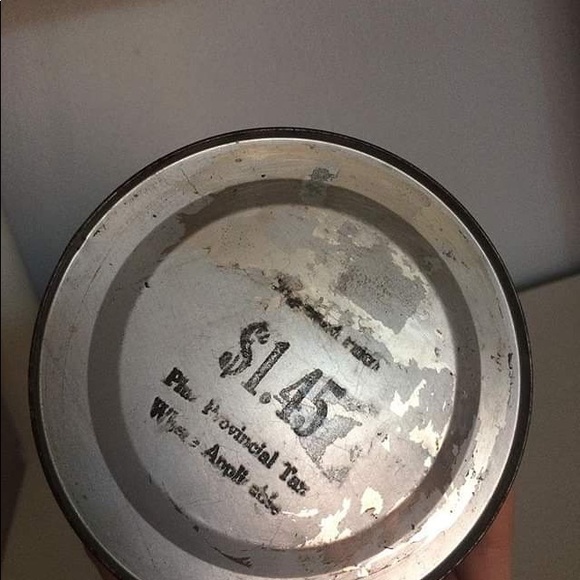 $1.45
Plus Provincial Tax
Where Applicable